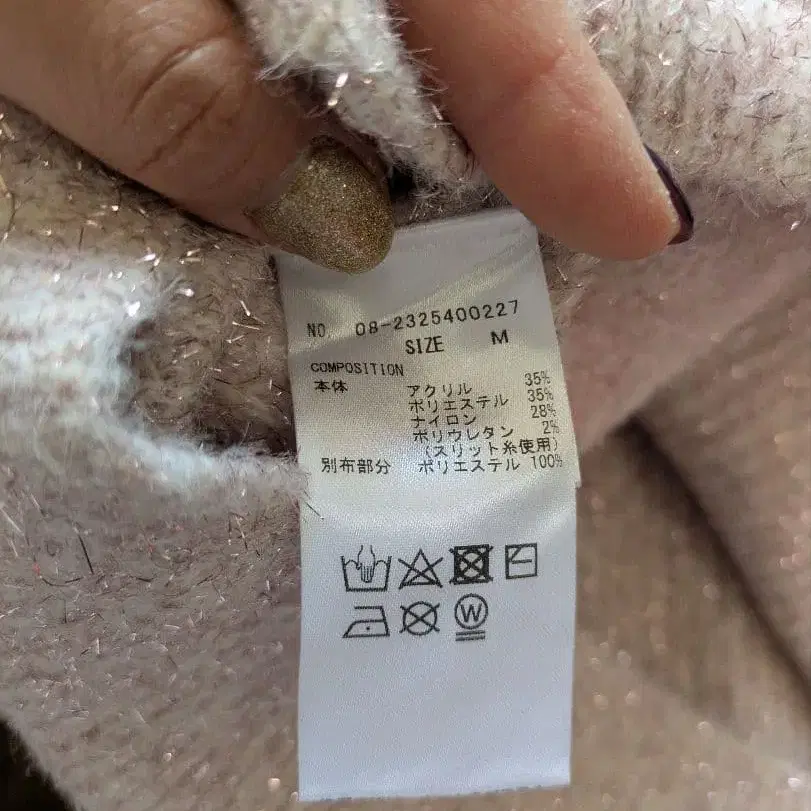 NO. 08-2325400227
SIZE M
COMPOSITION
本体 アクリル 35%
ポリエステル 35%
ナイロン 28%
ポリウレタン 2%
(スリット糸使用)
別布部分 ポリエステル 100%
W